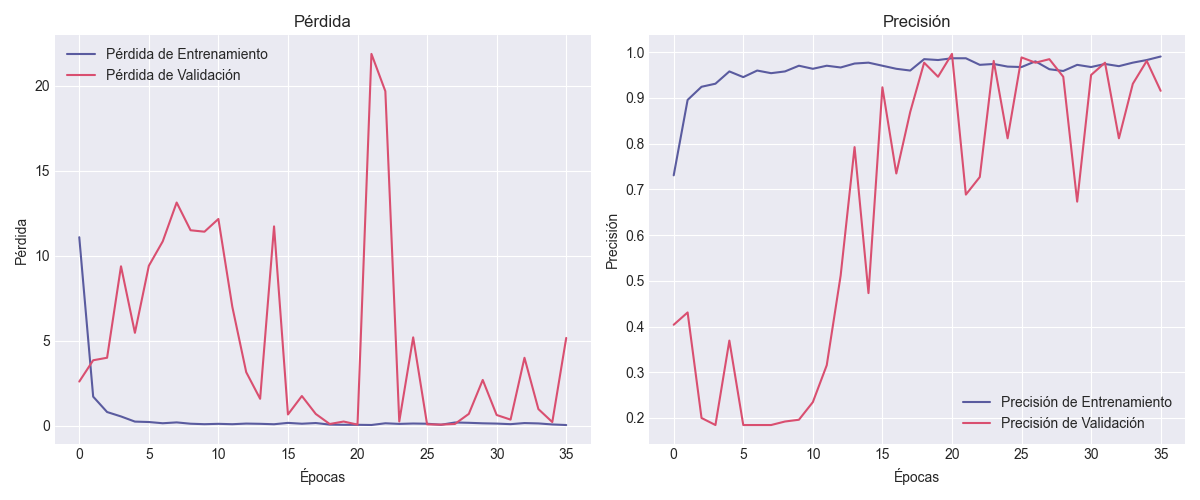 Pérdida
Pérdida de Entrenamiento
Pérdida de Validación
20
15
10
5
0
Pérdida
0 5 10 15 20 25 30 35
Épocas
Precisión
1.0
0.9
0.8
0.7
0.6
0.5
0.4
0.3
0.2
Precisión
Precisión de Entrenamiento
Precisión de Validación
0 5 10 15 20 25 30 35
Épocas